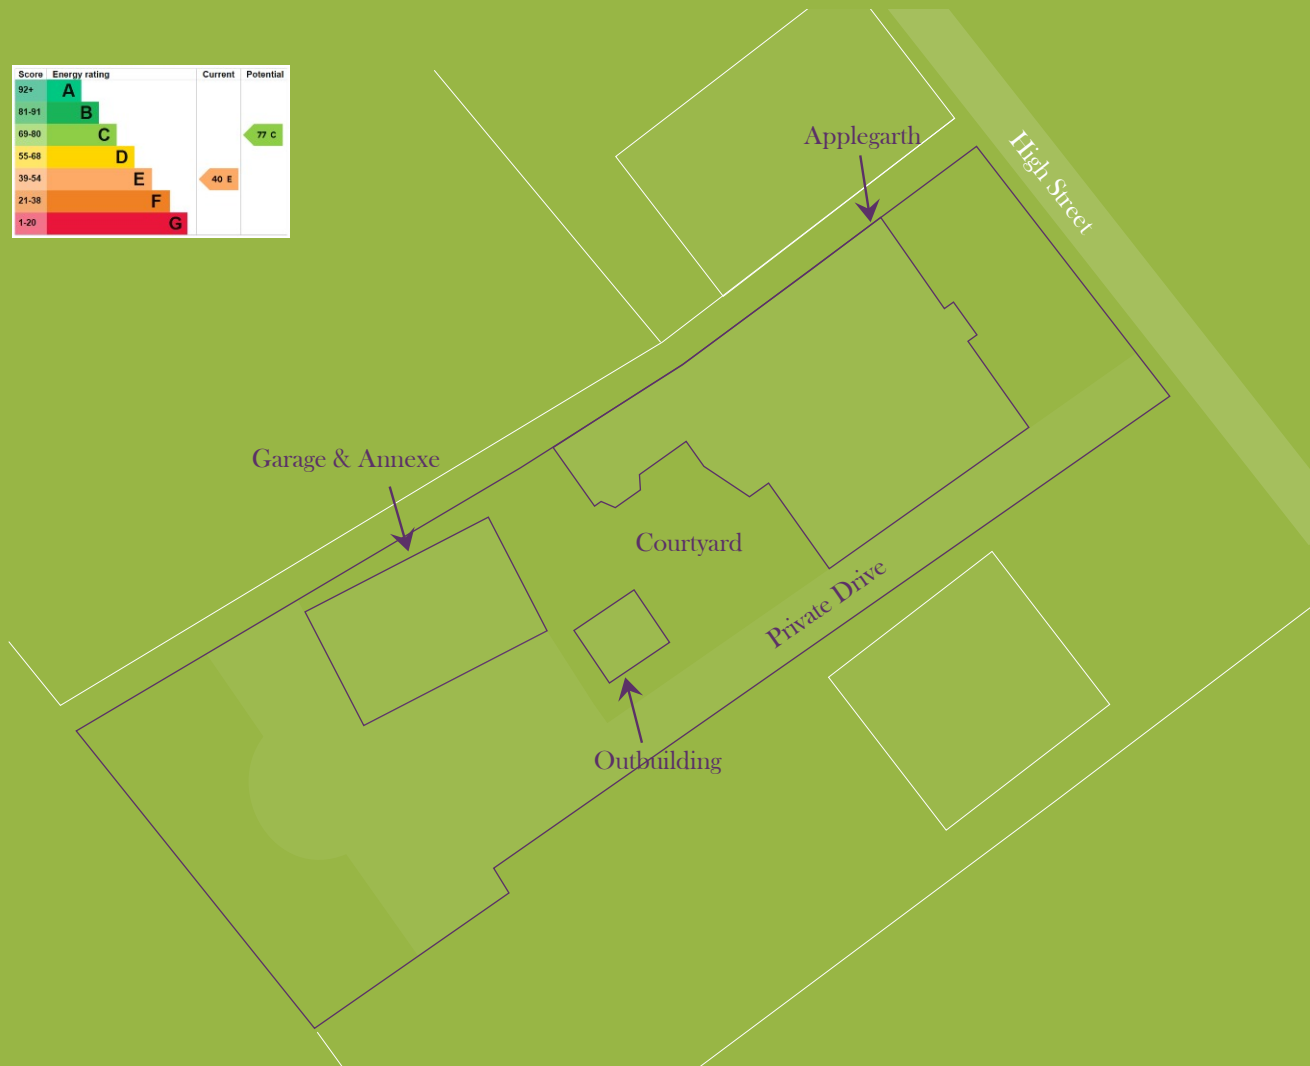 Score Energy rating Current Potential
92+ A
81-91 B
69-80 C 77 C
55-68 D
39-54 E 40 E
21-38 F
1-20 G
Applegarth
High Street
Garage & Annexe
Courtyard
Private Drive
Outbuilding